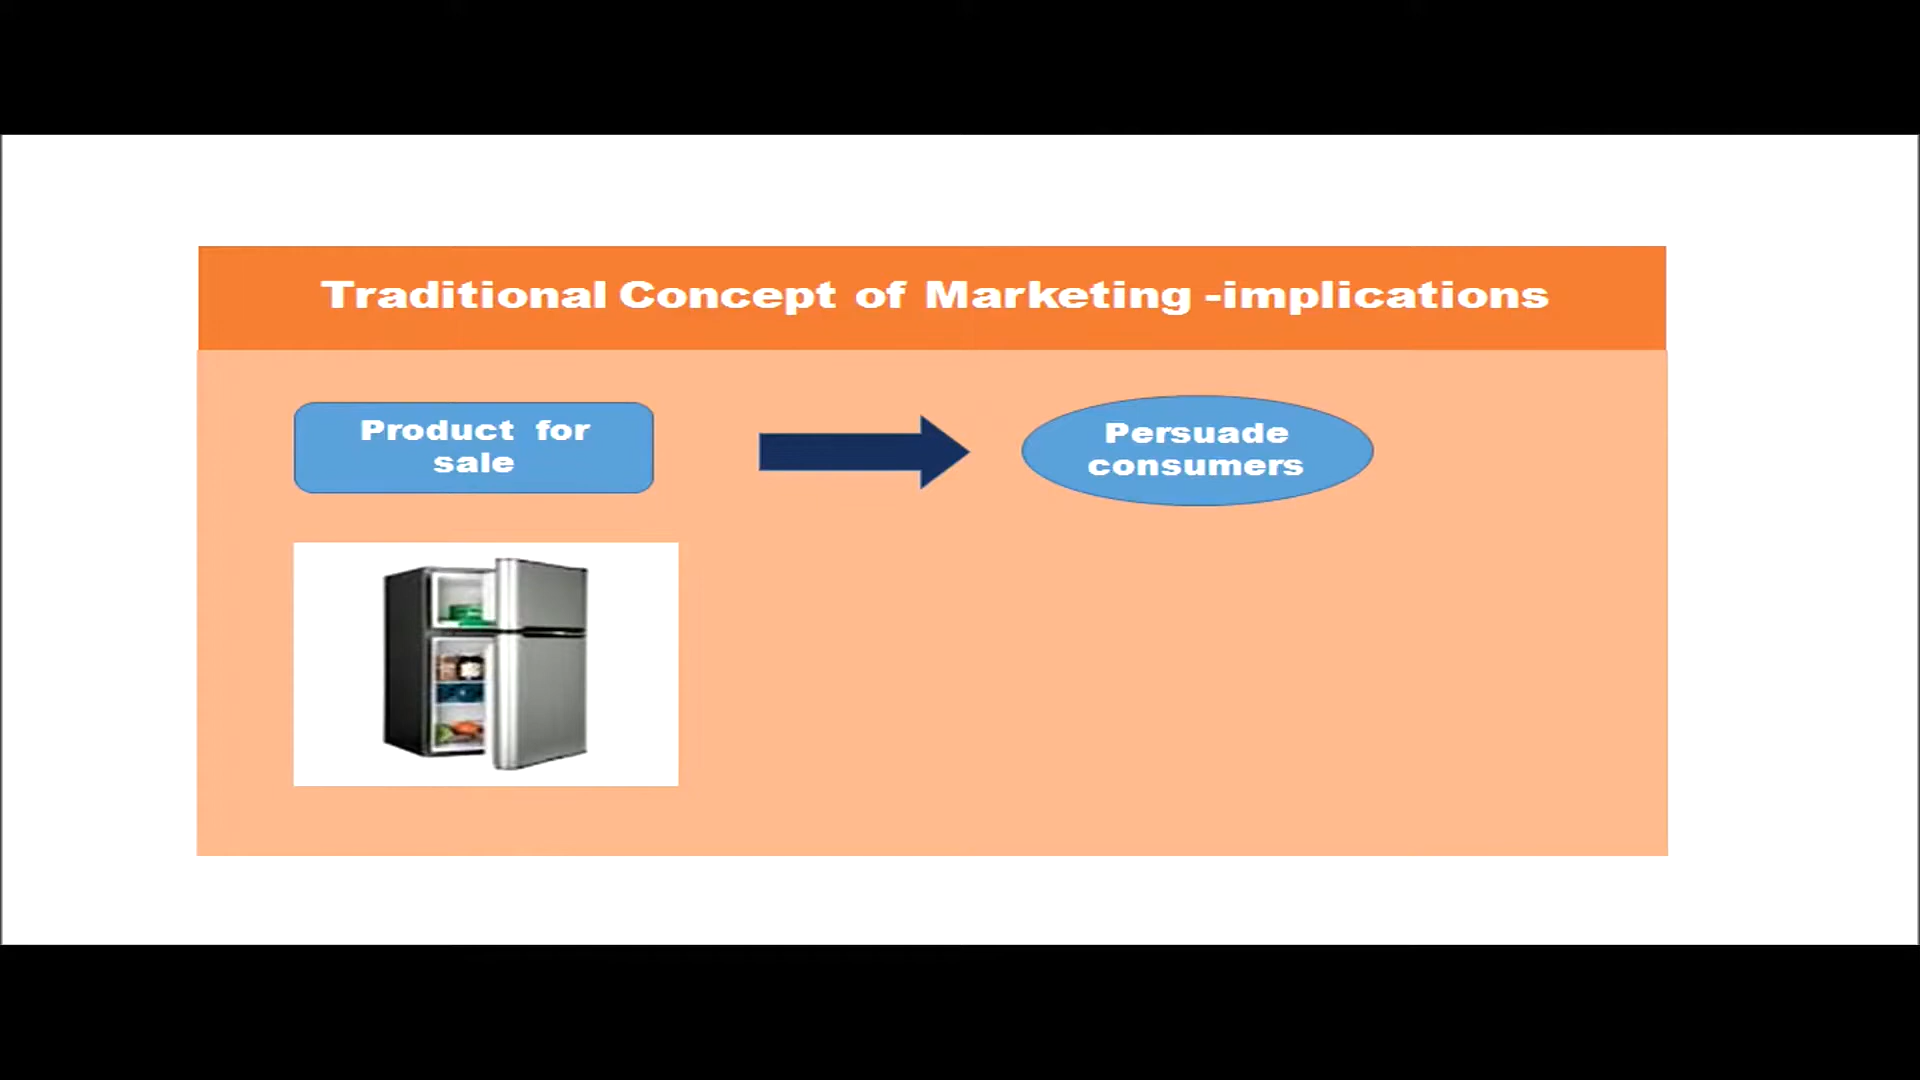 Traditional Concept of Marketing -implications
Product for
sale
Persuade
consumers